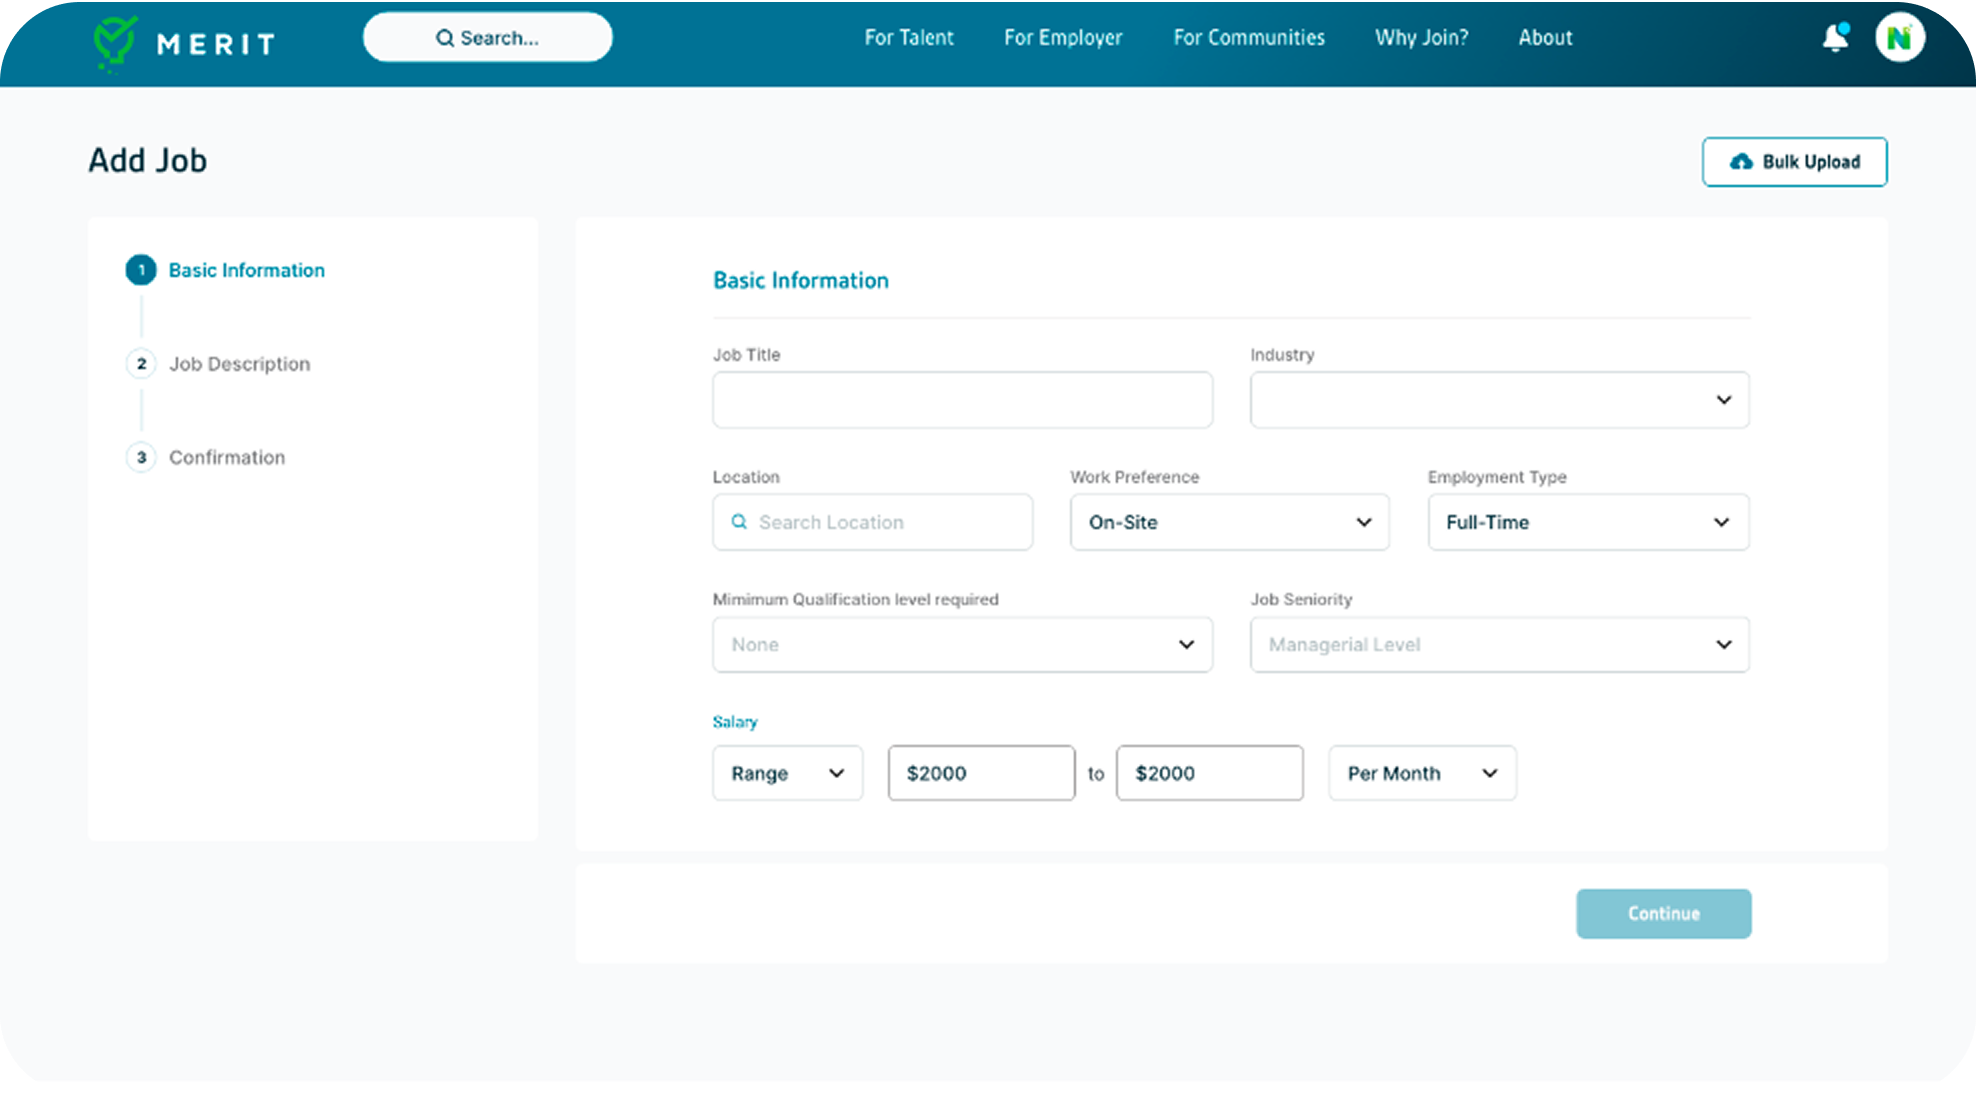 MERIT
Search...
For Talent
For Employer
For Communities
Why Join?
About
N
Add Job
Bulk Upload
1 Basic Information
2 Job Description
3 Confirmation
Basic Information
Job Title
Industry
Location
Work Preference
Employment Type
Search Location
On-Site
Full-Time
Mimimum Qualification level required
Job Seniority
None
Managerial Level
Salary
Range
$2000 to $2000
Per Month
Continue